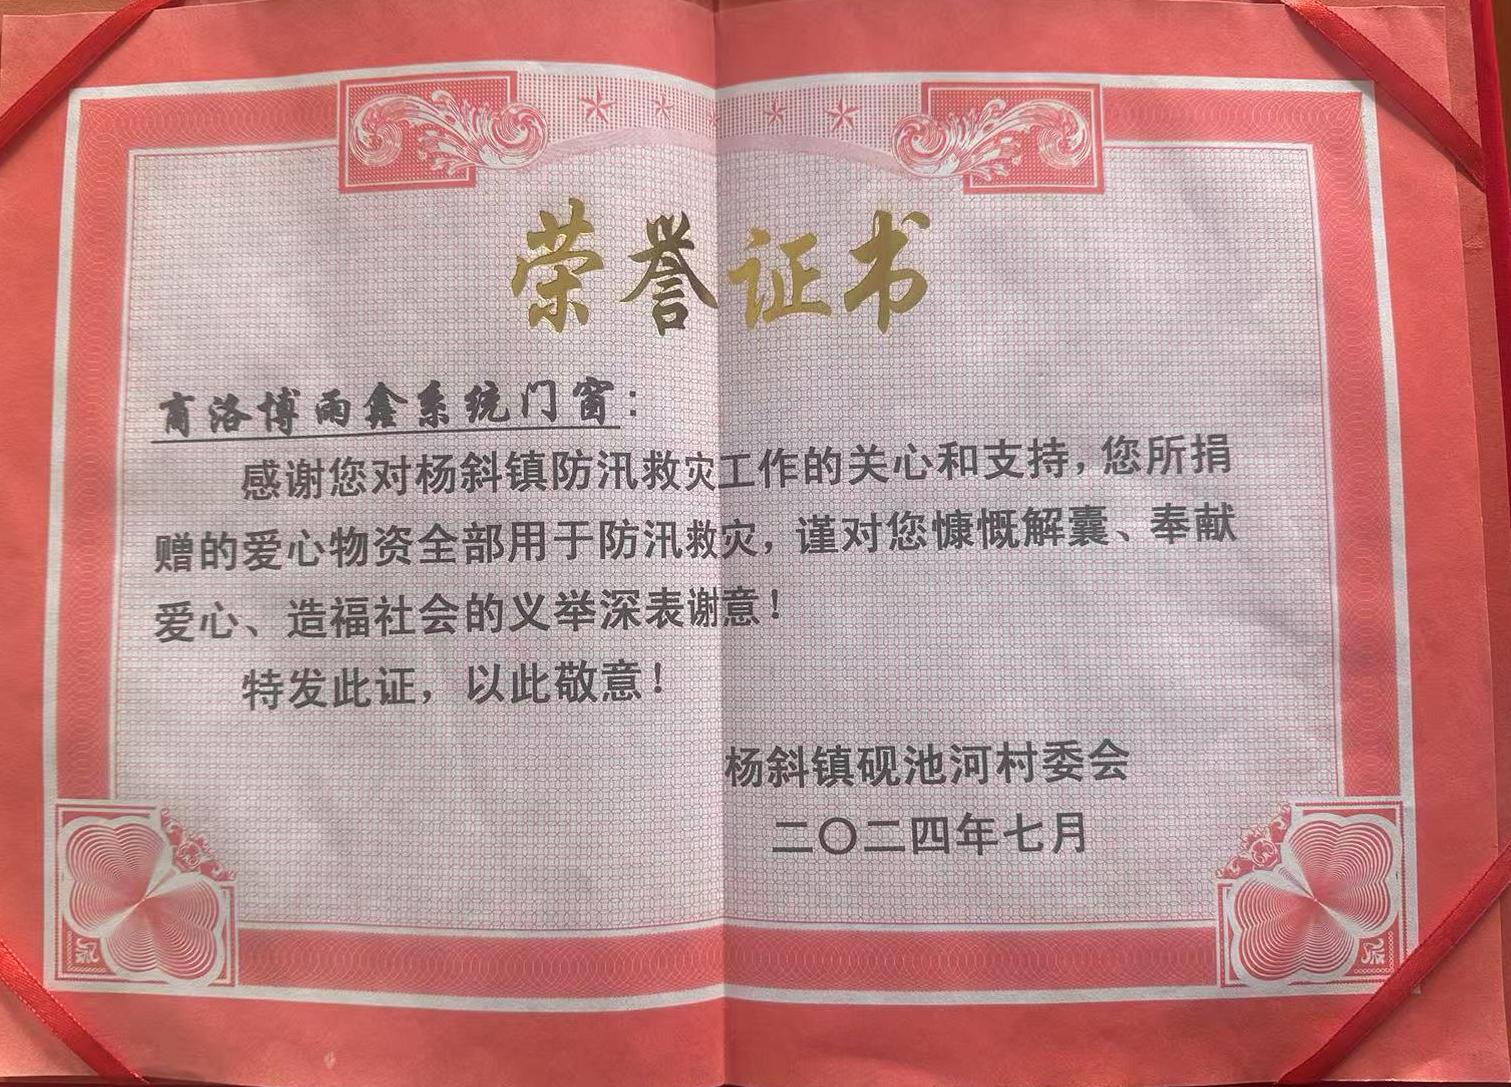 荣誉证书
商洛博雨鑫系统门窗：
感谢您对杨斜镇防汛救灾工作的关心和支持，您所捐
赠的爱心物资全部用于防汛救灾，谨对您慷慨解囊、奉献
爱心、造福社会的义举深表谢意！
特发此证，以此敬意！
杨斜镇砚池河村委会
二〇二四年七月